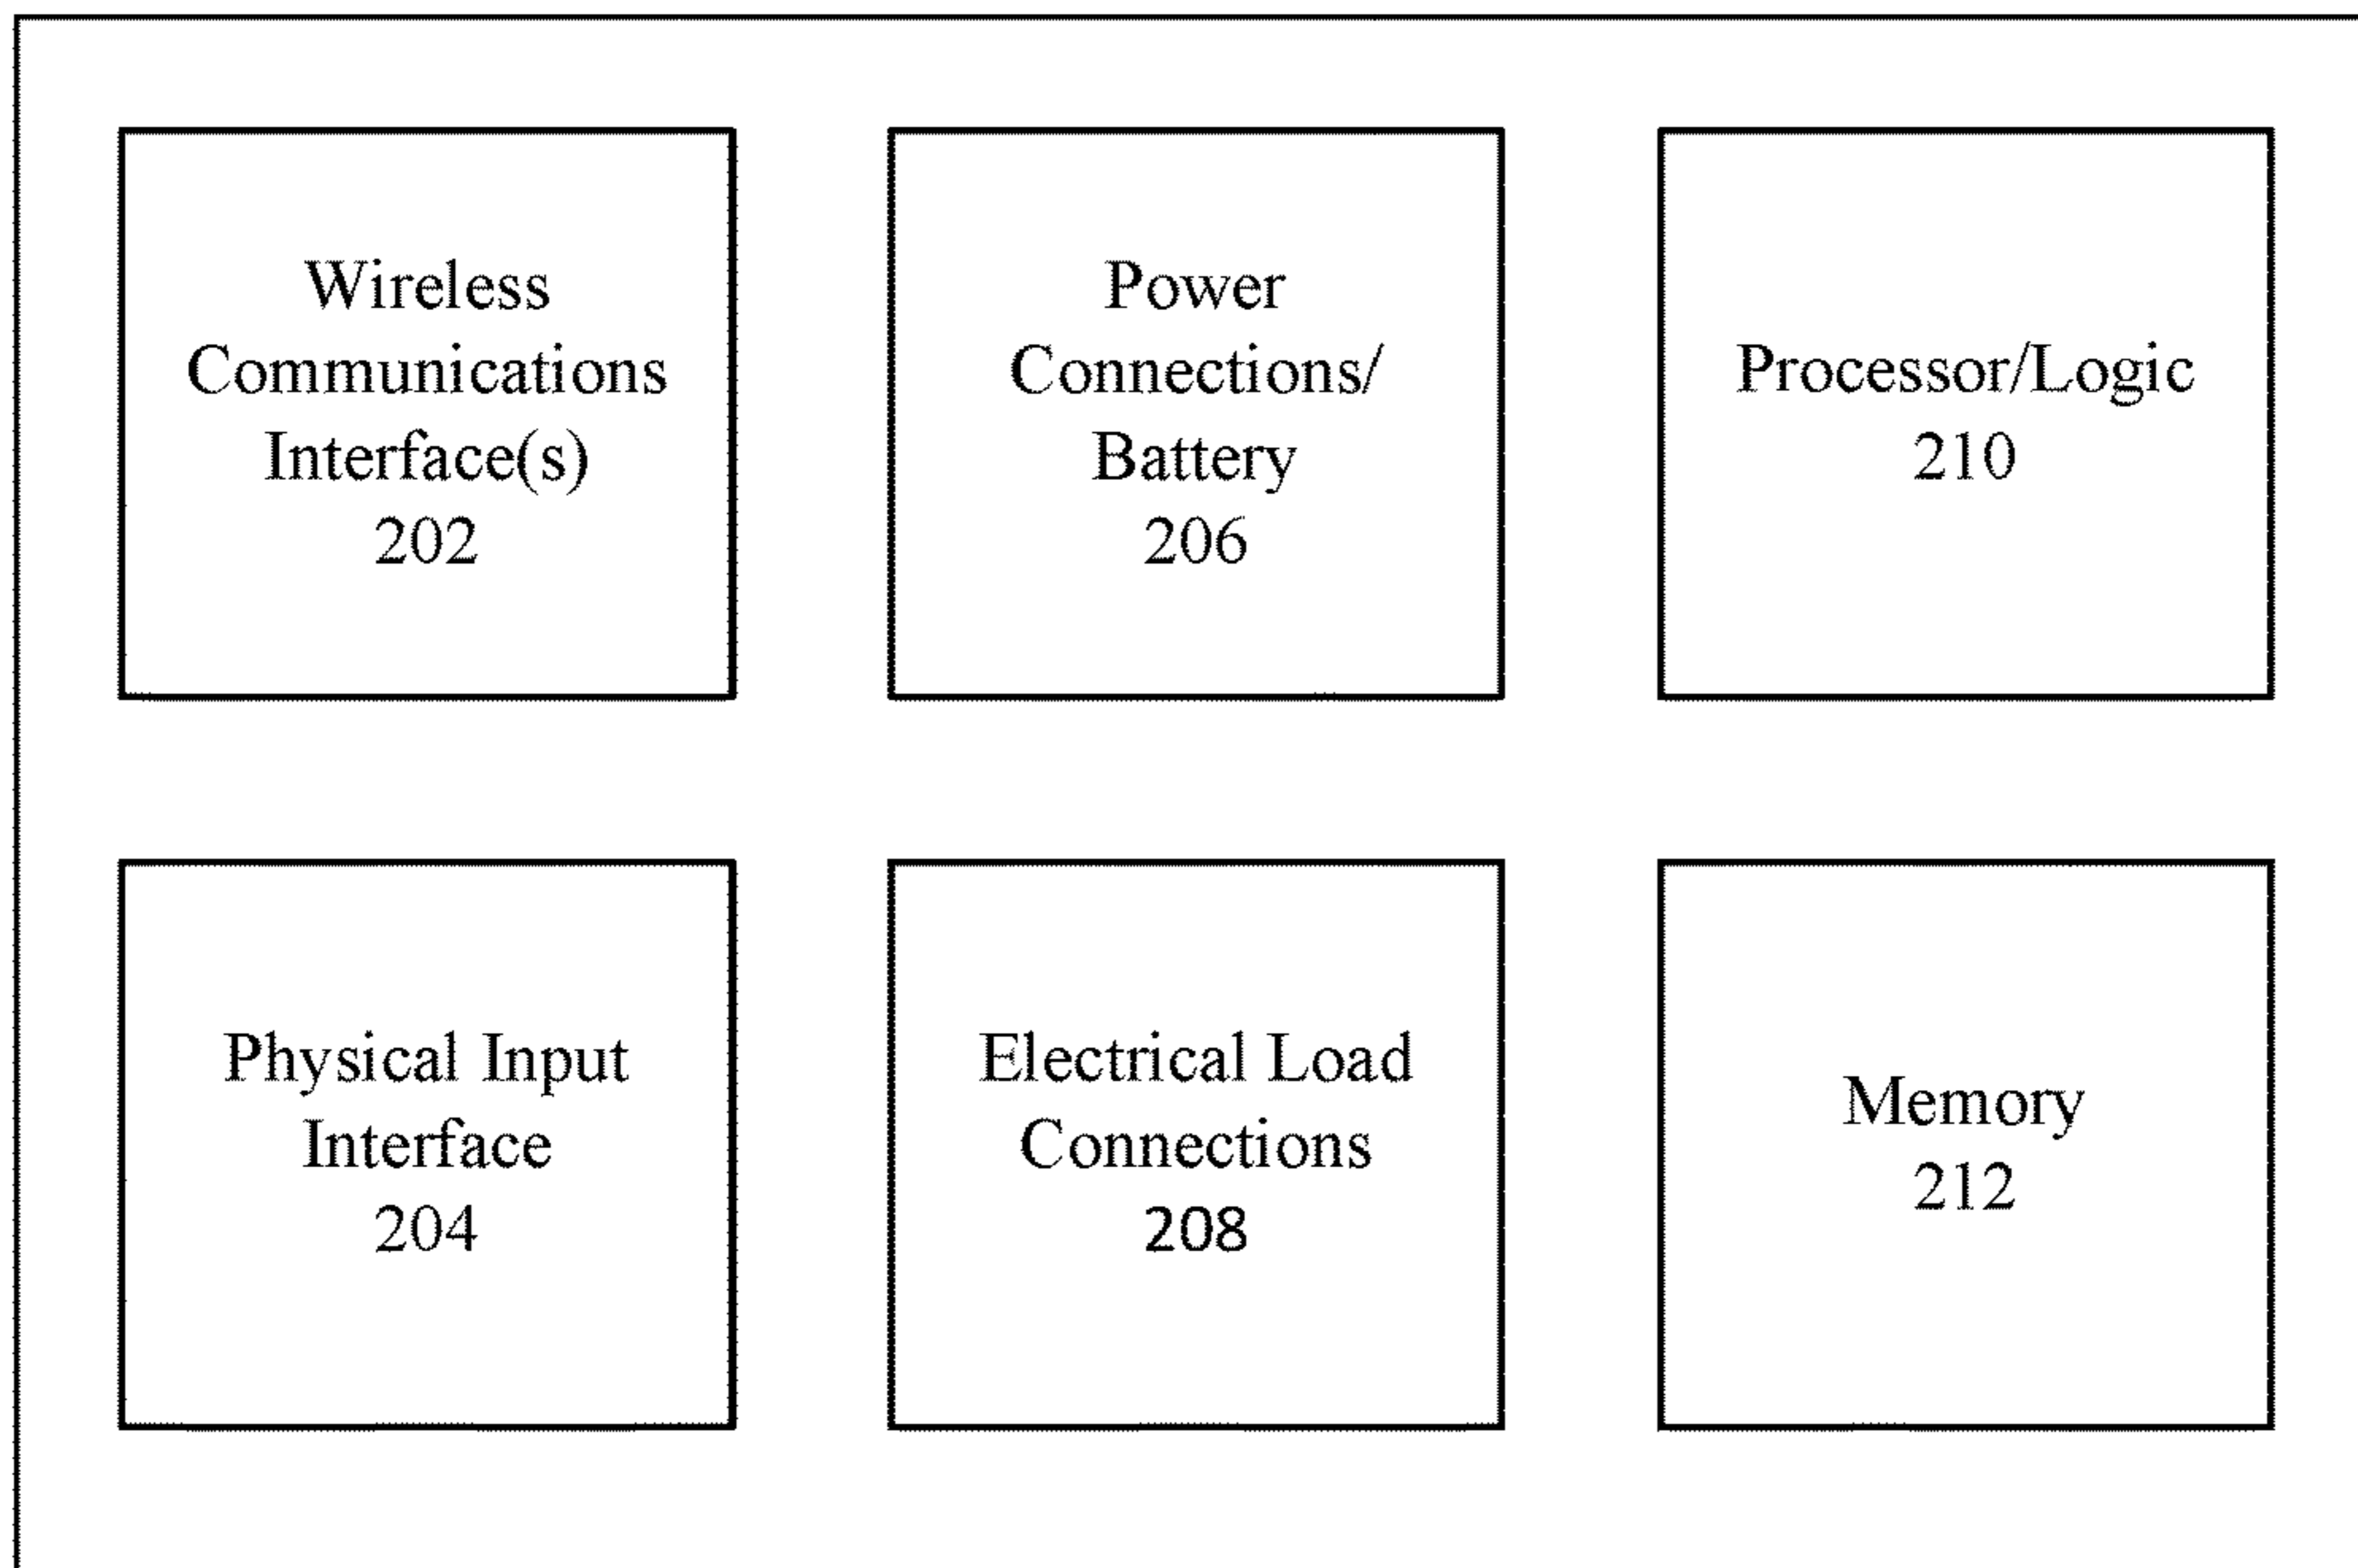 Wireless
Communications
Interface(s)
202
Power
Connections/
Battery
206
Processor/Logic
210
Physical Input
Interface
204
Electrical Load
Connections
208
Memory
212